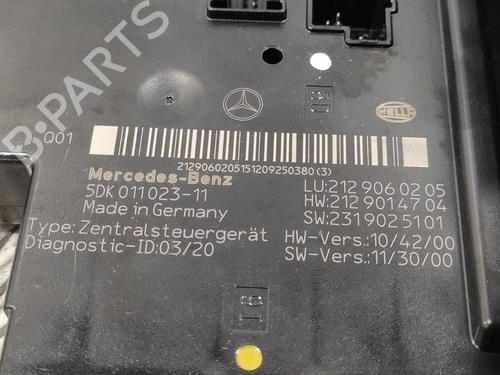 B-PARTS
HELLA
Q01
2129060205151209250380(3)
Mercedes-Benz
5DK 011 023-11
Made in Germany
Type:Zentralsteuergerät
Diagnostic-ID:03/20
LU:212 906 02 05
HW:212 901 47 04
SW:231 902 51 01
HW-Vers.:10/42/00
SW-Vers.:11/30/00